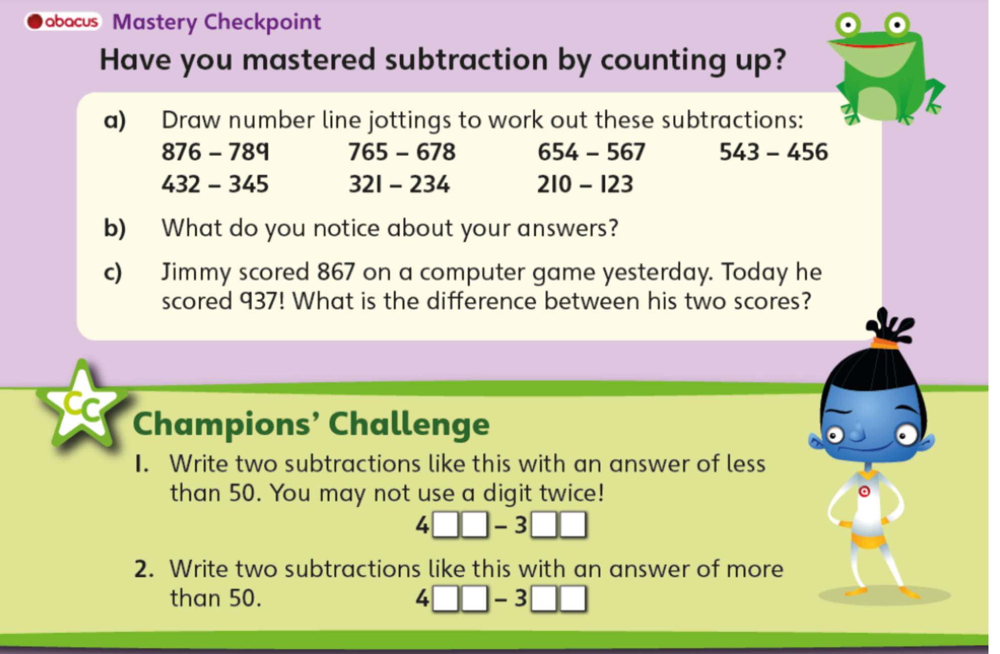 abacus Mastery Checkpoint
Have you mastered subtraction by counting up?
a) Draw number line jottings to work out these subtractions:
876 – 789 765 – 678 654 – 567 543 – 456
432 – 345 321 – 234 210 – 123
b) What do you notice about your answers?
c) Jimmy scored 867 on a computer game yesterday. Today he
scored 937! What is the difference between his two scores?
CC
Champions’ Challenge
1. Write two subtractions like this with an answer of less
than 50. You may not use a digit twice!
4□□ – 3□□
2. Write two subtractions like this with an answer of more
than 50. 4□□ – 3□□
a